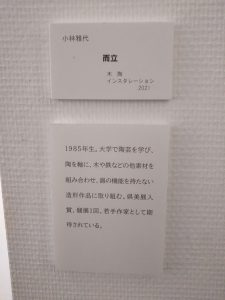 小林雅代
而立
木 陶
インスタレーション
2021
1985年生。大学で陶芸を学び、
陶を軸に、木や鉄などの他素材を
組み合わせ、器の機能を持たない
造形作品に取り組む。県美展入
賞、個展1回。若手作家として期
待されている。